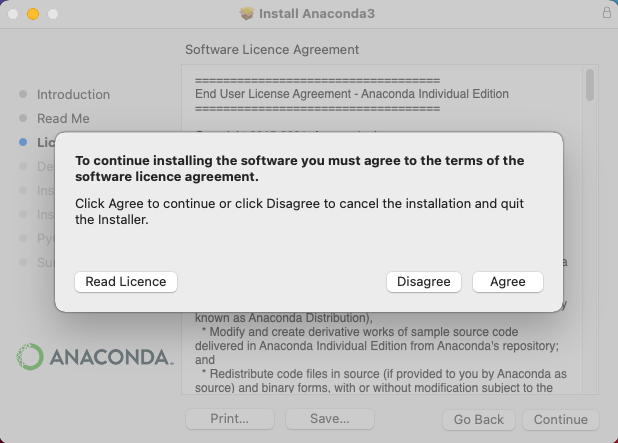 Install Anaconda3
Software Licence Agreement
Introduction
Read Me
Lic
De
Ins
Ins
Su
==================================
End User License Agreement - Anaconda Individual Edition
==================================
To continue installing the software you must agree to the terms of the
software licence agreement.
Click Agree to continue or click Disagree to cancel the installation and quit
the Installer.
Read Licence
Disagree
Agree
known as Anaconda Distribution),
* Modify and create derivative works of sample source code
delivered in Anaconda Individual Edition from Anaconda's repository;
and
* Redistribute code files in source (if provided to you by Anaconda as
source) and binary forms, with or without modification subject to the
ANACONDA.
Print...
Save...
Go Back
Continue